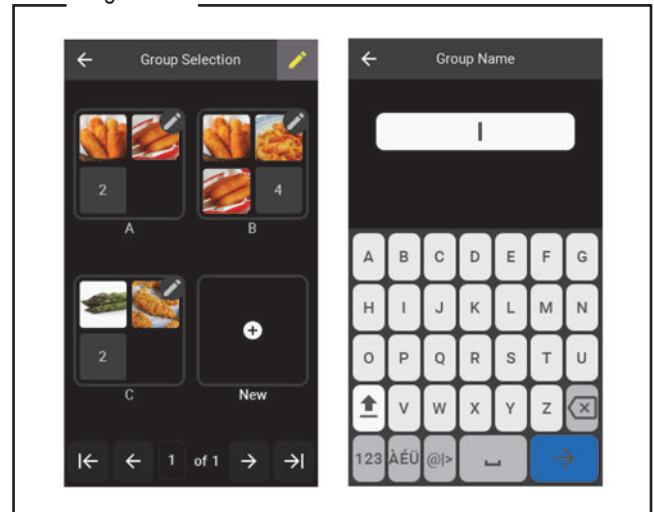 Group Selection
2
4
A
B
2
C
New
1 of 1
Group Name
A B C D E F G
H I J K L M N
O P Q R S T U
V W X Y Z
123 ÀÉÜ @|>